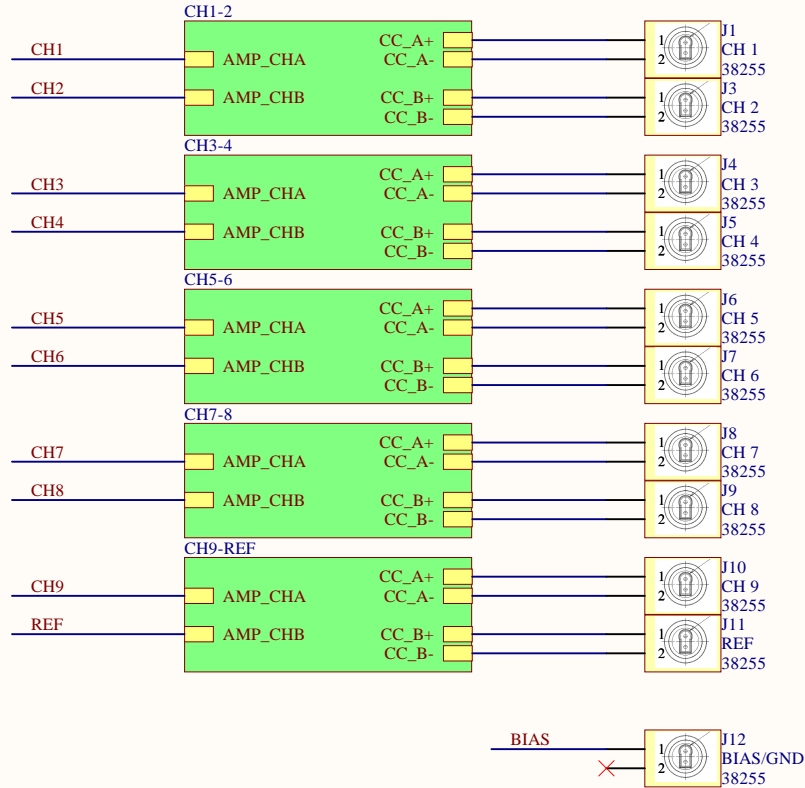 CH1-2
CH1
AMP_CHA
CH2
AMP_CHB
CC_A+
CC_A-
CC_B+
CC_B-
1
2
J1
CH 1
38255
1
2
J3
CH 2
38255
CH3-4
CH3
AMP_CHA
CH4
AMP_CHB
CC_A+
CC_A-
CC_B+
CC_B-
1
2
J4
CH 3
38255
1
2
J5
CH 4
38255
CH5-6
CH5
AMP_CHA
CH6
AMP_CHB
CC_A+
CC_A-
CC_B+
CC_B-
1
2
J6
CH 5
38255
1
2
J7
CH 6
38255
CH7-8
CH7
AMP_CHA
CH8
AMP_CHB
CC_A+
CC_A-
CC_B+
CC_B-
1
2
J8
CH 7
38255
1
2
J9
CH 8
38255
CH9-REF
CH9
AMP_CHA
REF
AMP_CHB
CC_A+
CC_A-
CC_B+
CC_B-
1
2
J10
CH 9
38255
1
2
J11
REF
38255
BIAS
1
2
J12
BIAS/GND
38255